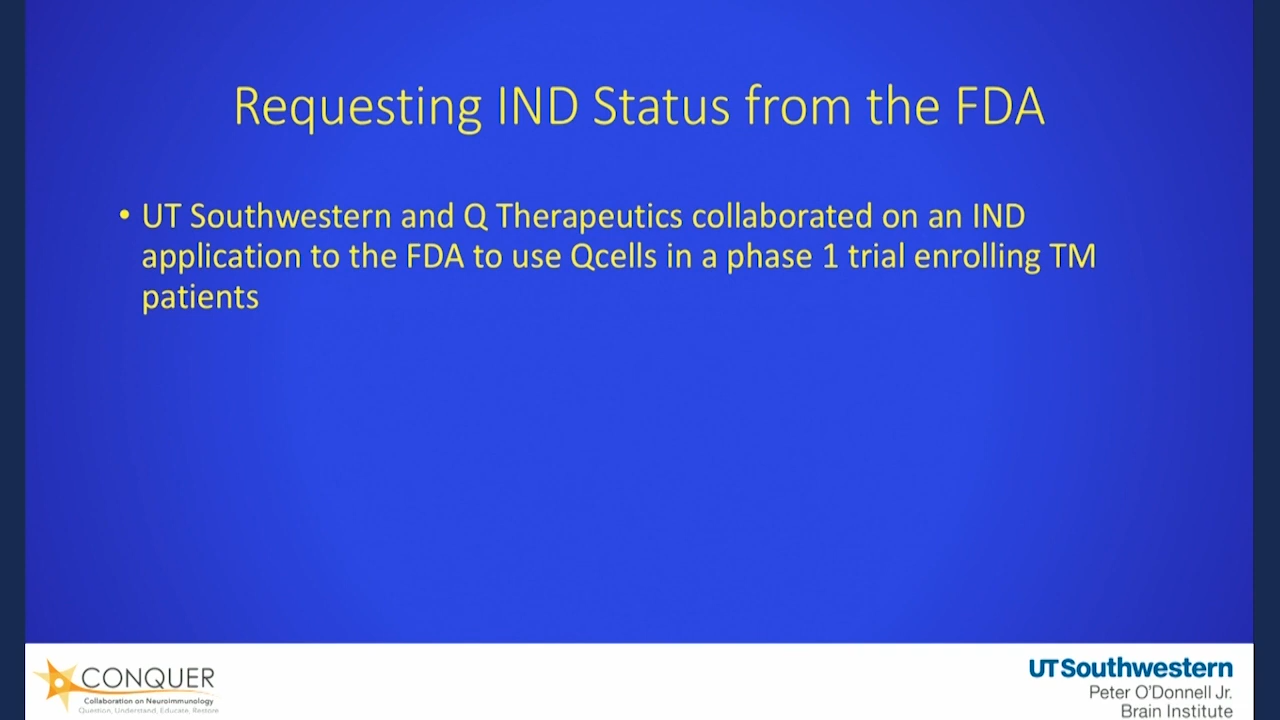 Requesting IND Status from the FDA
• UT Southwestern and Q Therapeutics collaborated on an IND
application to the FDA to use Qcells in a phase 1 trial enrolling TM
patients
CONQUER
Collaboration on Neuroimmunology
Question, Understand, Educate, Restore
UT Southwestern
Peter O'Donnell Jr.
Brain Institute